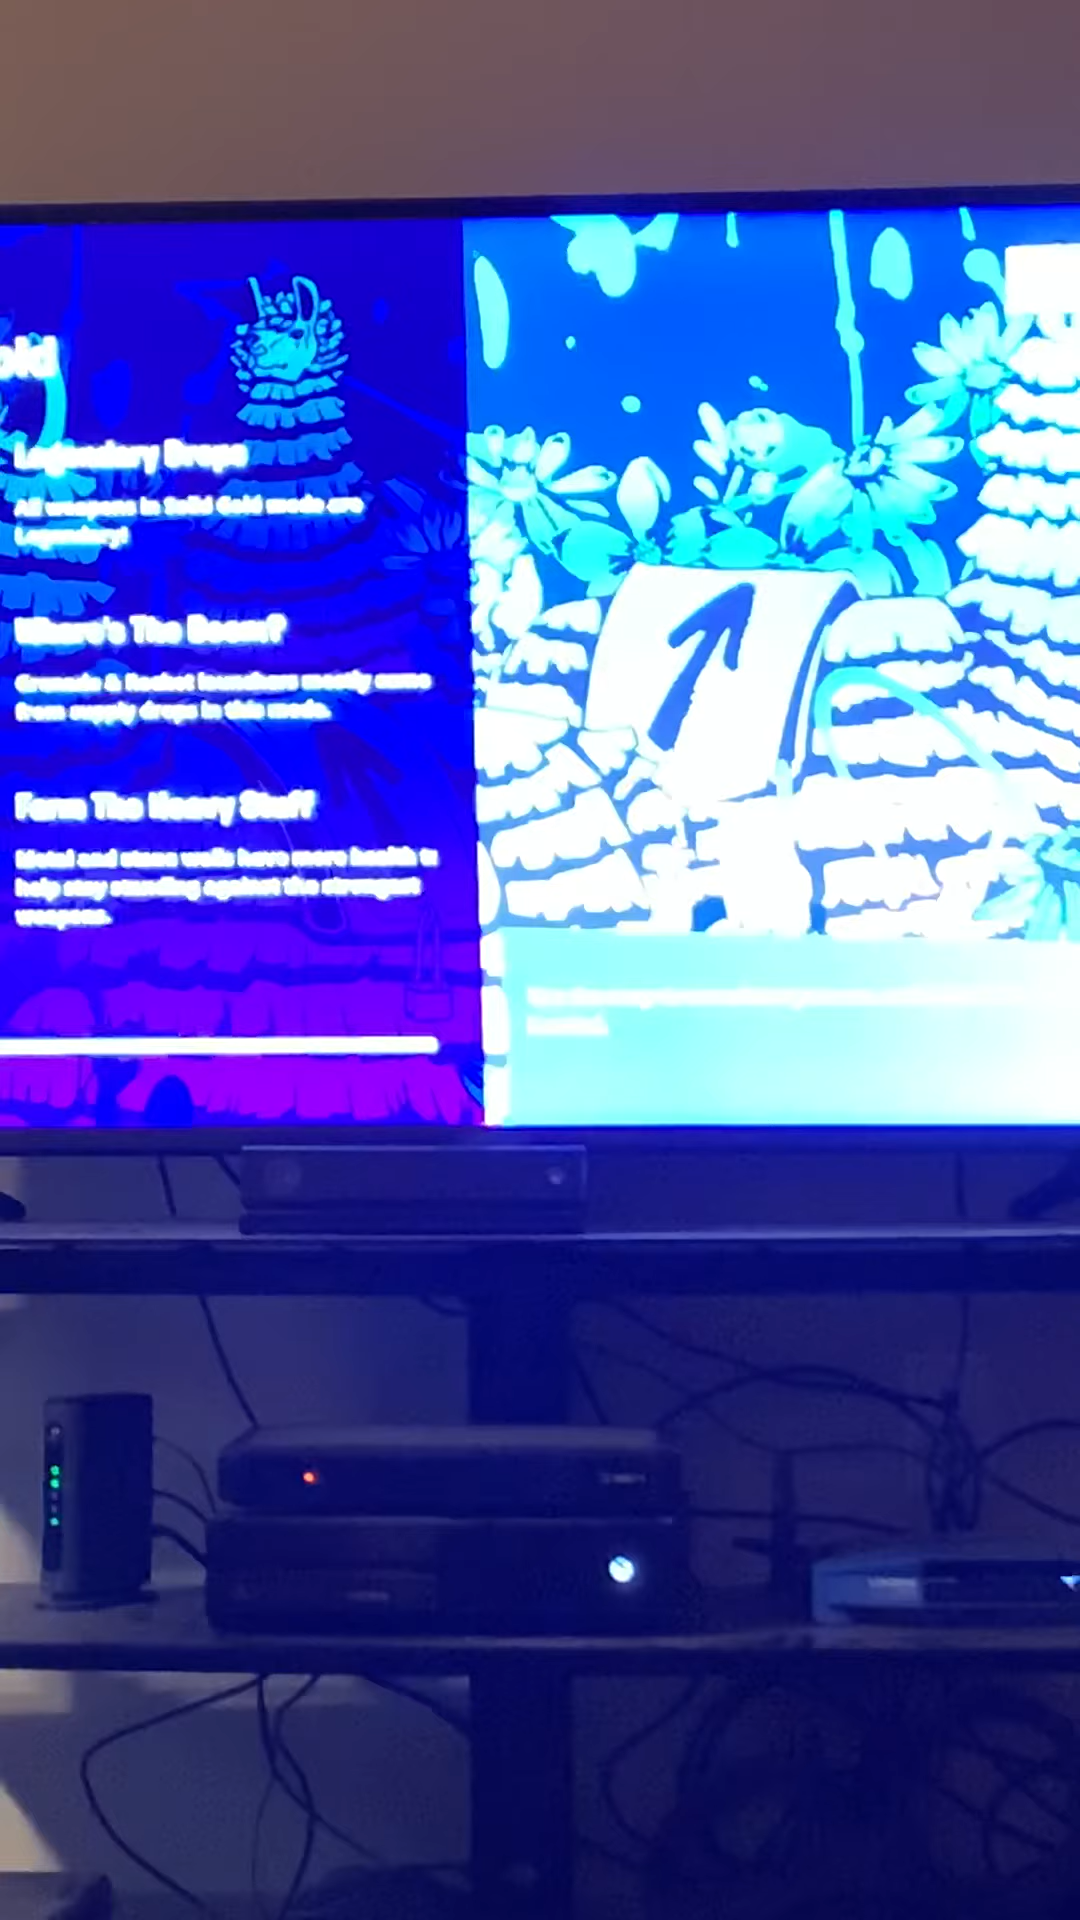 old
Legendary Drops
All weapons in Solid Gold mode are
Legendary!
Where's The Boom?
Grenade & Rocket launchers mostly come
from supply drops in this mode.
Farm The Heavy Stuff
Metal and stone walls have more health to
help stay standing against the strongest
weapons.